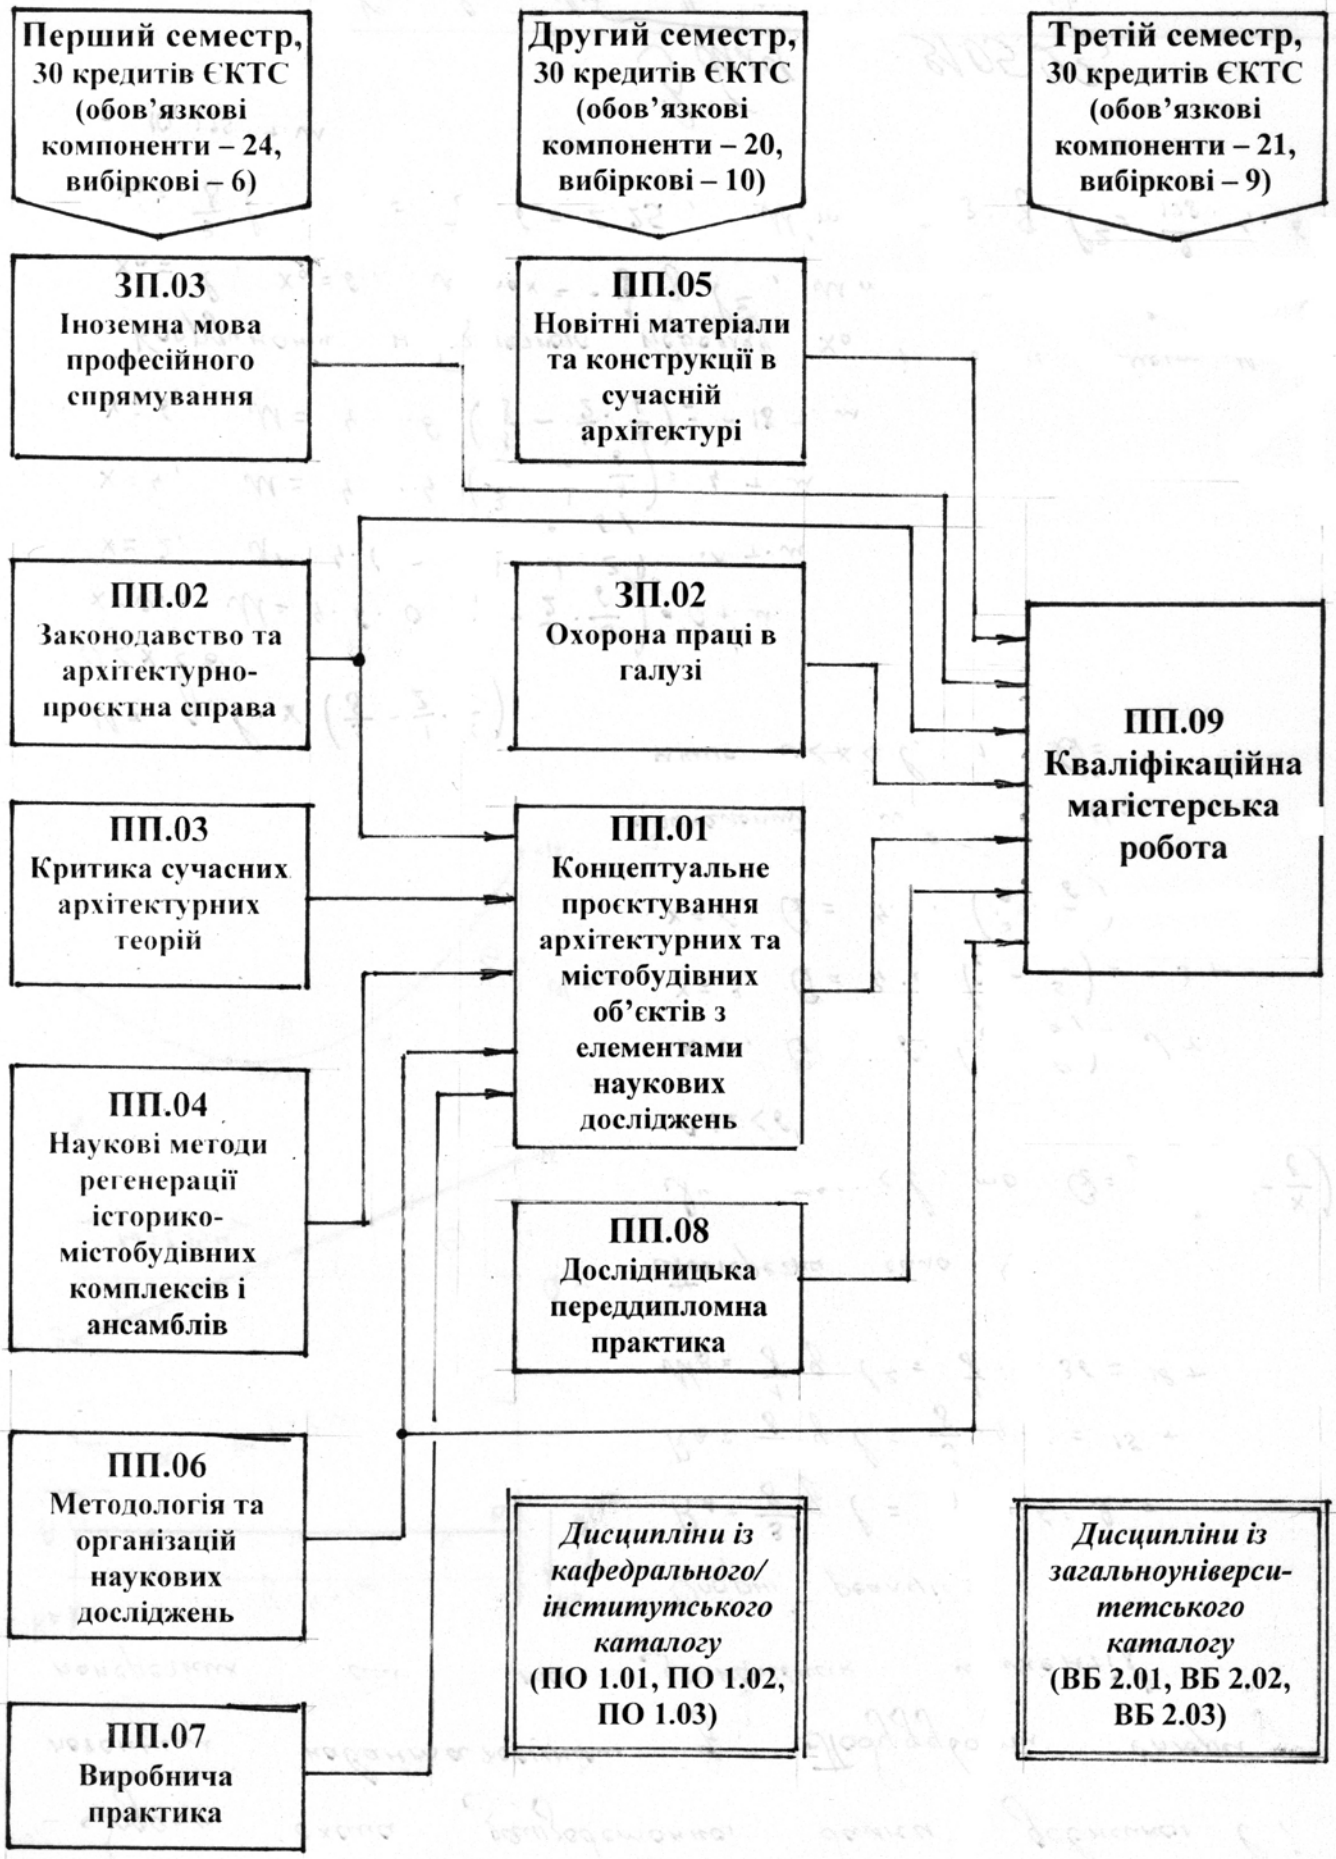 Перший семестр,
30 кредитів ЄКТС
(обов’язкові
компоненти – 24,
вибіркові – 6)
Другий семестр,
30 кредитів ЄКТС
(обов’язкові
компоненти – 20,
вибіркові – 10)
Третій семестр,
30 кредитів ЄКТС
(обов’язкові
компоненти – 21,
вибіркові – 9)
ЗП.03
Іноземна мова
професійного
спрямування
ПП.05
Новітні матеріали
та конструкції в
сучасній
архітектурі
ПП.02
Законодавство та
архітектурно-
проєктна справа
ЗП.02
Охорона праці в
галузі
ПП.09
Кваліфікаційна
магістерська
робота
ПП.03
Критика сучасних
архітектурних
теорій
ПП.01
Концептуальне
проєктування
архітектурних та
містобудівних
об’єктів з
елементами
наукових
досліджень
ПП.04
Наукові методи
регенерації
історико-
містобудівних
комплексів і
ансамблів
ПП.08
Дослідницька
переддипломна
практика
ПП.06
Методологія та
організацій
наукових
досліджень
Дисципліни із
кафедрального/
інститутського
каталогу
(ПО 1.01, ПО 1.02,
ПО 1.03)
Дисципліни із
загальноуніверси-
тетського
каталогу
(ВБ 2.01, ВБ 2.02,
ВБ 2.03)
ПП.07
Виробнича
практика